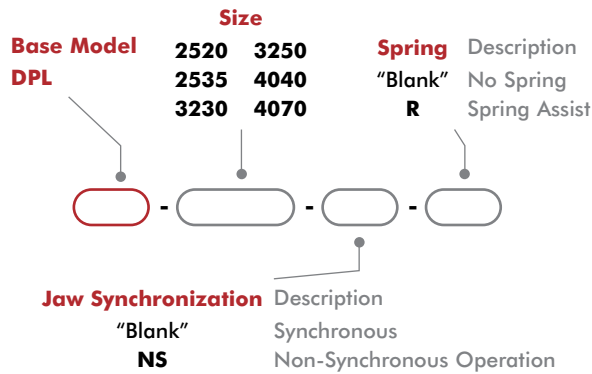 Size
Base Model 2520 3250 Spring Description
DPL 2535 4040 “Blank” No Spring
3230 4070 R Spring Assist
- - -
Jaw Synchronization Description
“Blank” Synchronous
NS Non-Synchronous Operation